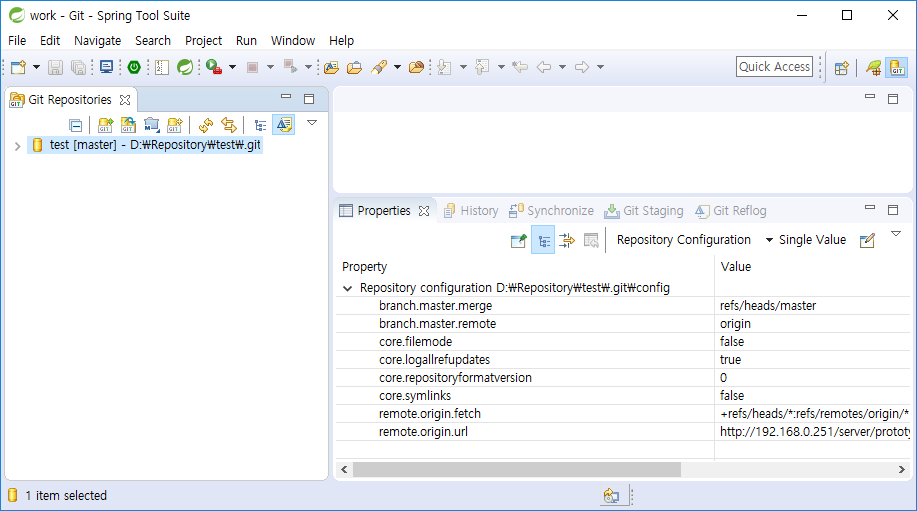 work - Git - Spring Tool Suite
File Edit Navigate Search Project Run Window Help
Quick Access
Git Repositories
test [master] - D:₩Repository₩test₩.git
Properties History Synchronize Git Staging Git Reflog
Repository Configuration Single Value
Property Value
Repository configuration D:₩Repository₩test₩.git₩config
branch.master.merge refs/heads/master
branch.master.remote origin
core.filemode false
core.logallrefupdates true
core.repositoryformatversion 0
core.symlinks false
remote.origin.fetch +refs/heads/*:refs/remotes/origin/*
remote.origin.url http://192.168.0.251/server/prototy
1 item selected